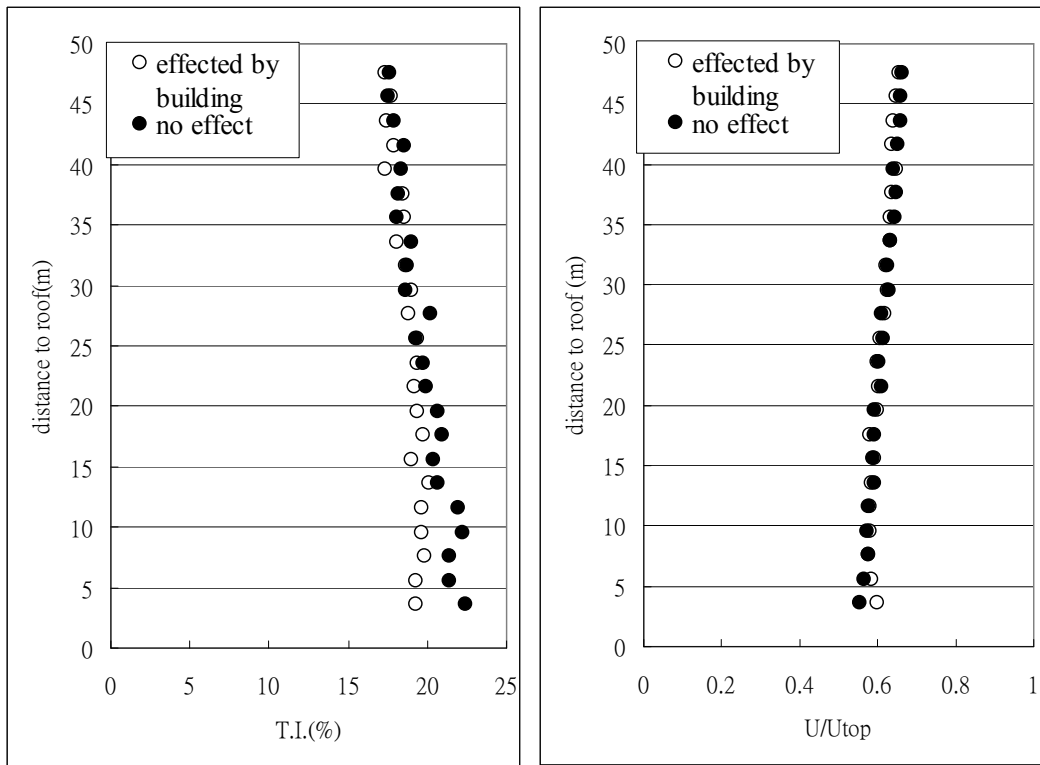 50
45
40
35
30
25
20
15
10
5
0
distance to roof(m)
effected by
building
no effect
0 5 10 15 20 25
T.I.(%)
50
45
40
35
30
25
20
15
10
5
0
distance to roof (m)
effected by
building
no effect
0 0.2 0.4 0.6 0.8 1
U/Utop